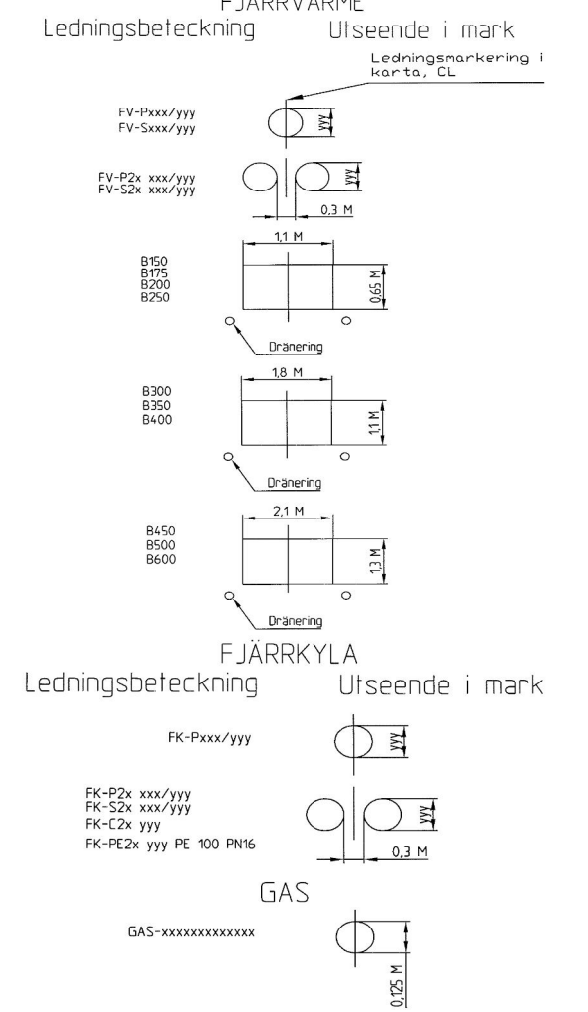 FJÄRRVÄRME
Ledningsbeteckning Utseende i mark
Ledningsmarkering i
karta, CL
FV-Pxxx/yyy
FV-Sxxx/yyy
yyy
FV-P2x xxx/yyy
FV-S2x xxx/yyy
yyy
0,3 M
1,1 M
B150
B175
B200
B250
0,65 M
Dränering
1,8 M
B300
B350
B400
1,1 M
Dränering
2,1 M
B450
B500
B600
1,3 M
Dränering
FJÄRRKYLA
Ledningsbeteckning Utseende i mark
FK-Pxxx/yyy
yyy
FK-P2x xxx/yyy
FK-S2x xxx/yyy
FK-C2x yyy
FK-PE2x yyy PE 100 PN16
yyy
0,3 M
GAS
GAS-xxxxxxxxxxxxx
0,125 M